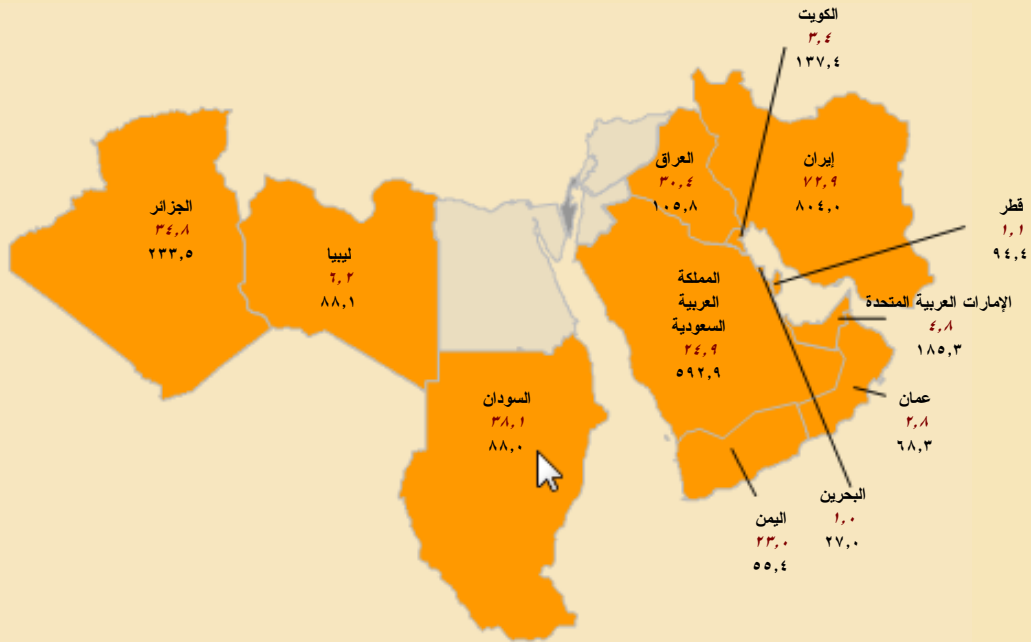 الكويت
٣,٤
١٣٧,٤
إيران
٧٢,٩
٨٠٤,٠
العراق
٣٠,٤
١٠٥,٨
قطر
١,١
٩٤,٤
الجزائر
٣٤,٨
٢٣٣,٥
ليبيا
٦,٢
٨٨,١
المملكة
العربية
السعودية
٢٤,٩
٥٩٢,٩
الإمارات العربية المتحدة
٤,٨
١٨٥,٣
السودان
٣٨,١
٨٨,٠
عمان
٢,٨
٦٨,٣
البحرين
١,٠
٢٧,٠
اليمن
٢٣,٠
٥٥,٤